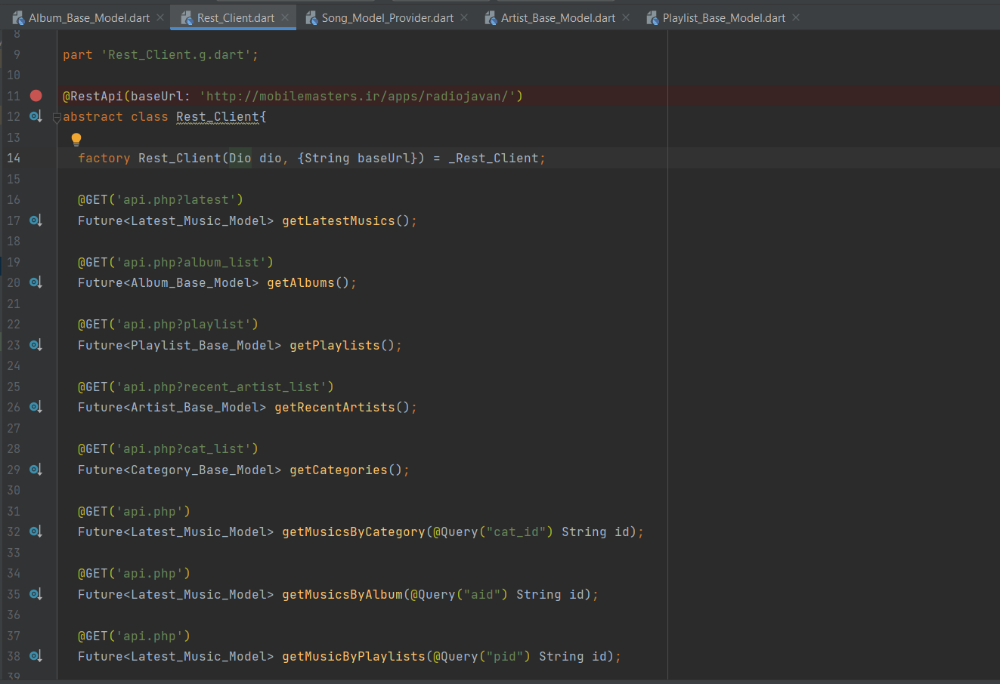 Album_Base_Model.dart Rest_Client.dart Song_Model_Provider.dart Artist_Base_Model.dart Playlist_Base_Model.dart
8
9 part 'Rest_Client.g.dart';
10
11 @RestApi(baseUrl: 'http://mobilemasters.ir/apps/radiojavan/')
12 abstract class Rest_Client{
13
14 factory Rest_Client(Dio dio, {String baseUrl}) = _Rest_Client;
15
16 @GET('api.php?latest')
17 Future<Latest_Music_Model> getLatestMusics();
18
19 @GET('api.php?album_list')
20 Future<Album_Base_Model> getAlbums();
21
22 @GET('api.php?playlist')
23 Future<Playlist_Base_Model> getPlaylists();
24
25 @GET('api.php?recent_artist_list')
26 Future<Artist_Base_Model> getRecentArtists();
27
28 @GET('api.php?cat_list')
29 Future<Category_Base_Model> getCategories();
30
31 @GET('api.php')
32 Future<Latest_Music_Model> getMusicsByCategory(@Query("cat_id") String id);
33
34 @GET('api.php')
35 Future<Latest_Music_Model> getMusicsByAlbum(@Query("aid") String id);
36
37 @GET('api.php')
38 Future<Latest_Music_Model> getMusicByPlaylists(@Query("pid") String id);
39